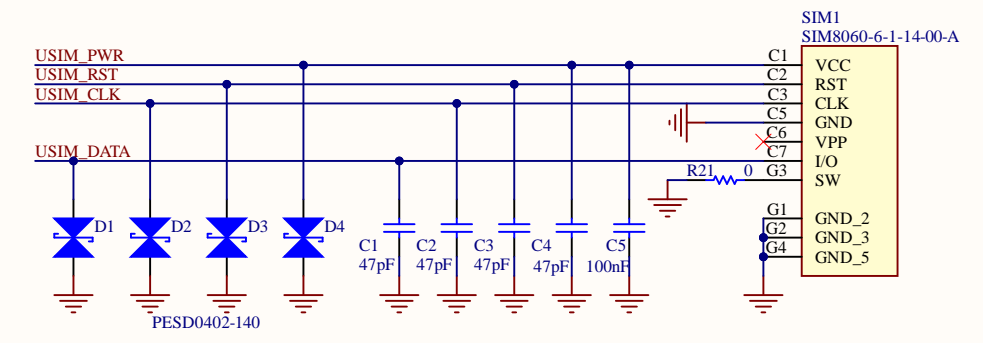 SIM1
SIM8060-6-1-14-00-A
USIM_PWR
C1
VCC
USIM_RST
C2
RST
USIM_CLK
C3
CLK
C5
GND
C6
VPP
USIM_DATA
C7
I/O
R21
0
G3
SW
G1
GND_2
D1
D2
D3
D4
G2
GND_3
C1
C2
C3
C4
C5
G4
GND_5
47pF
47pF
47pF
47pF
100nF
PESD0402-140